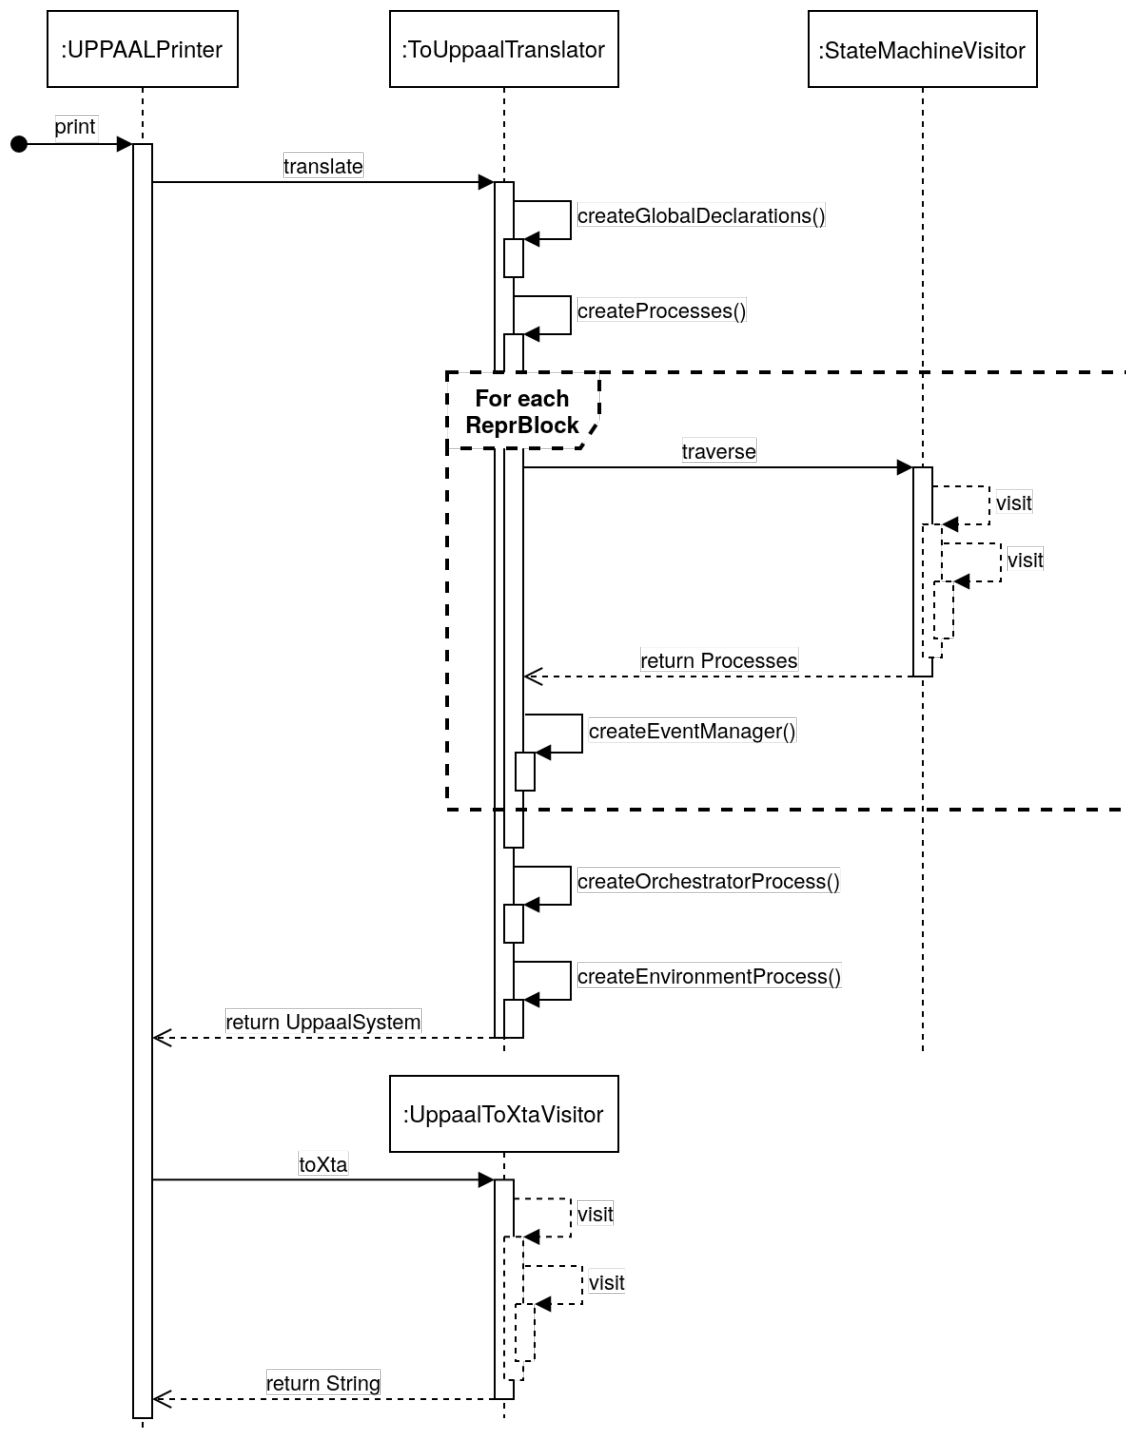 :UPPAALPrinter
:ToUppaalTranslator
:StateMachineVisitor
print
translate
createGlobalDeclarations()
createProcesses()
For each
ReprBlock
traverse
visit
visit
return Processes
createEventManager()
createOrchestratorProcess()
createEnvironmentProcess()
return UppaalSystem
:UppaalToXtaVisitor
toXta
visit
visit
return String